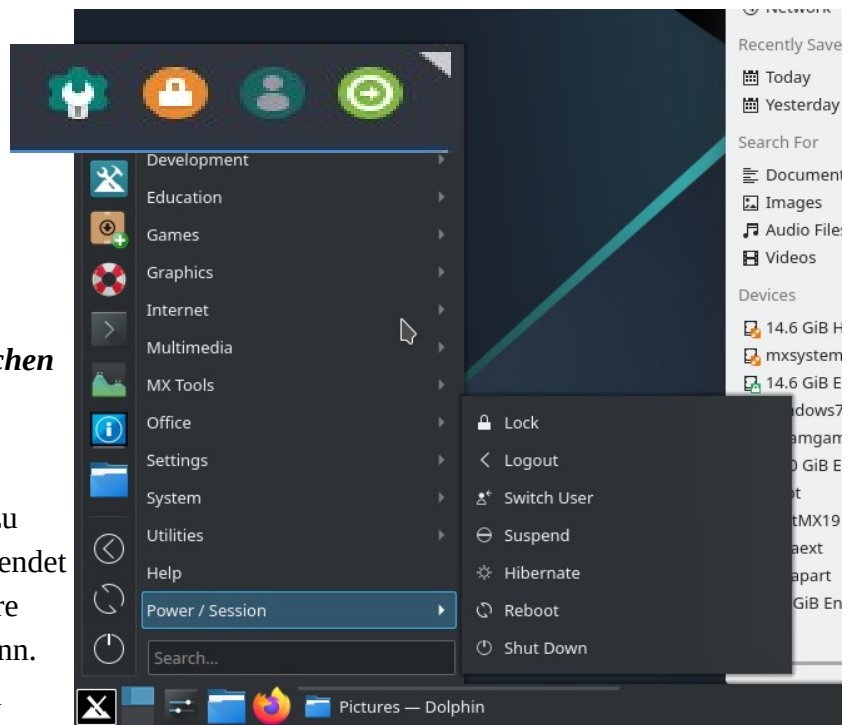 Recently Save
Today
Yesterday
Search For
Document
Images
Audio Files
Videos
Devices
14.6 GiB H
mxsystem
14.6 GiB E
dows7
amgam
GiB E
tMX19
aext
apart
GiB En
Development
Education
Games
Graphics
Internet
Multimedia
MX Tools
Office
Settings
System
Utilities
Help
Power / Session
Search...
Lock
Logout
Switch User
Suspend
Hibernate
Reboot
Shut Down
Pictures — Dolphin
chen
zu
endet
re
nn.